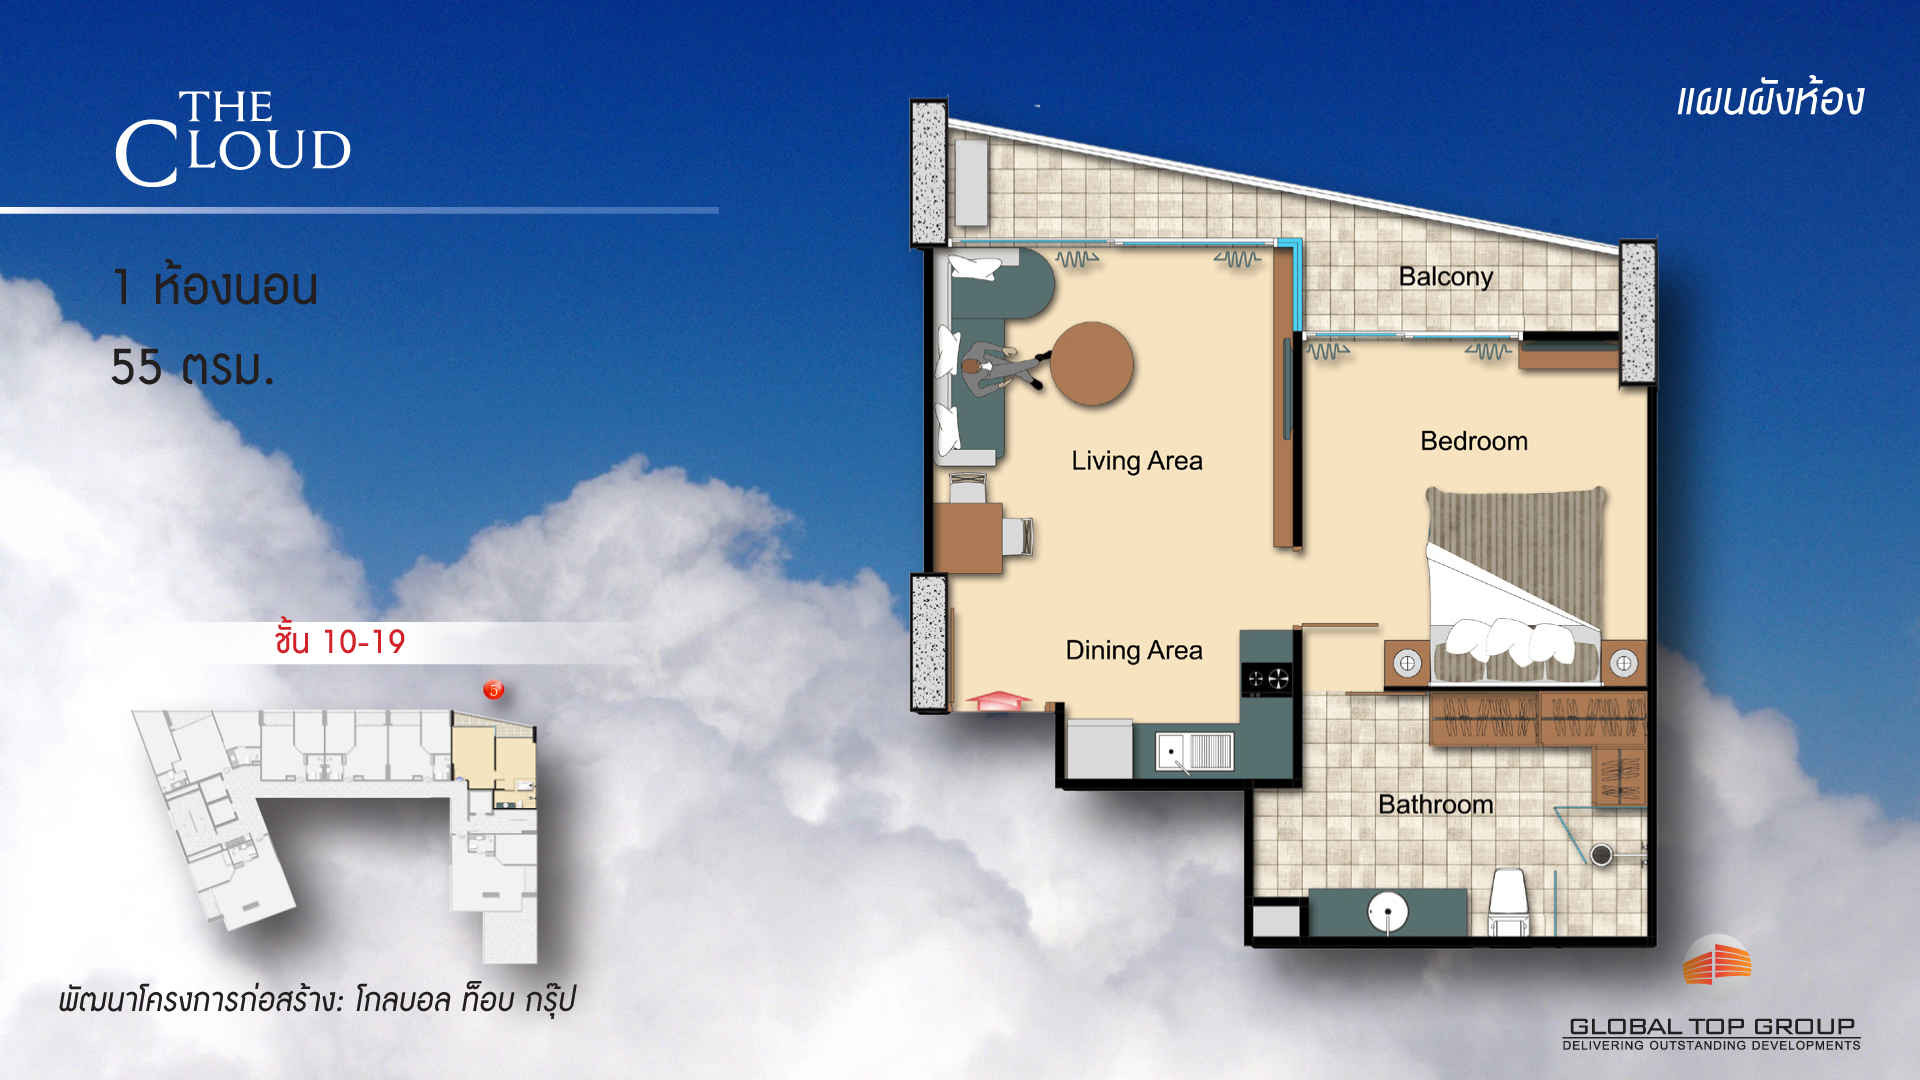 THE
CLOUD
แผนผังห้อง
1 ห้องนอน
55 ตรม.
Balcony
Living Area
Bedroom
Dining Area
Bathroom
ชั้น 10-19
5
พัฒนาโครงการก่อสร้าง: โกลบอล ท็อบ กรุ๊ป
GLOBAL TOP GROUP
DELIVERING OUTSTANDING DEVELOPMENTS